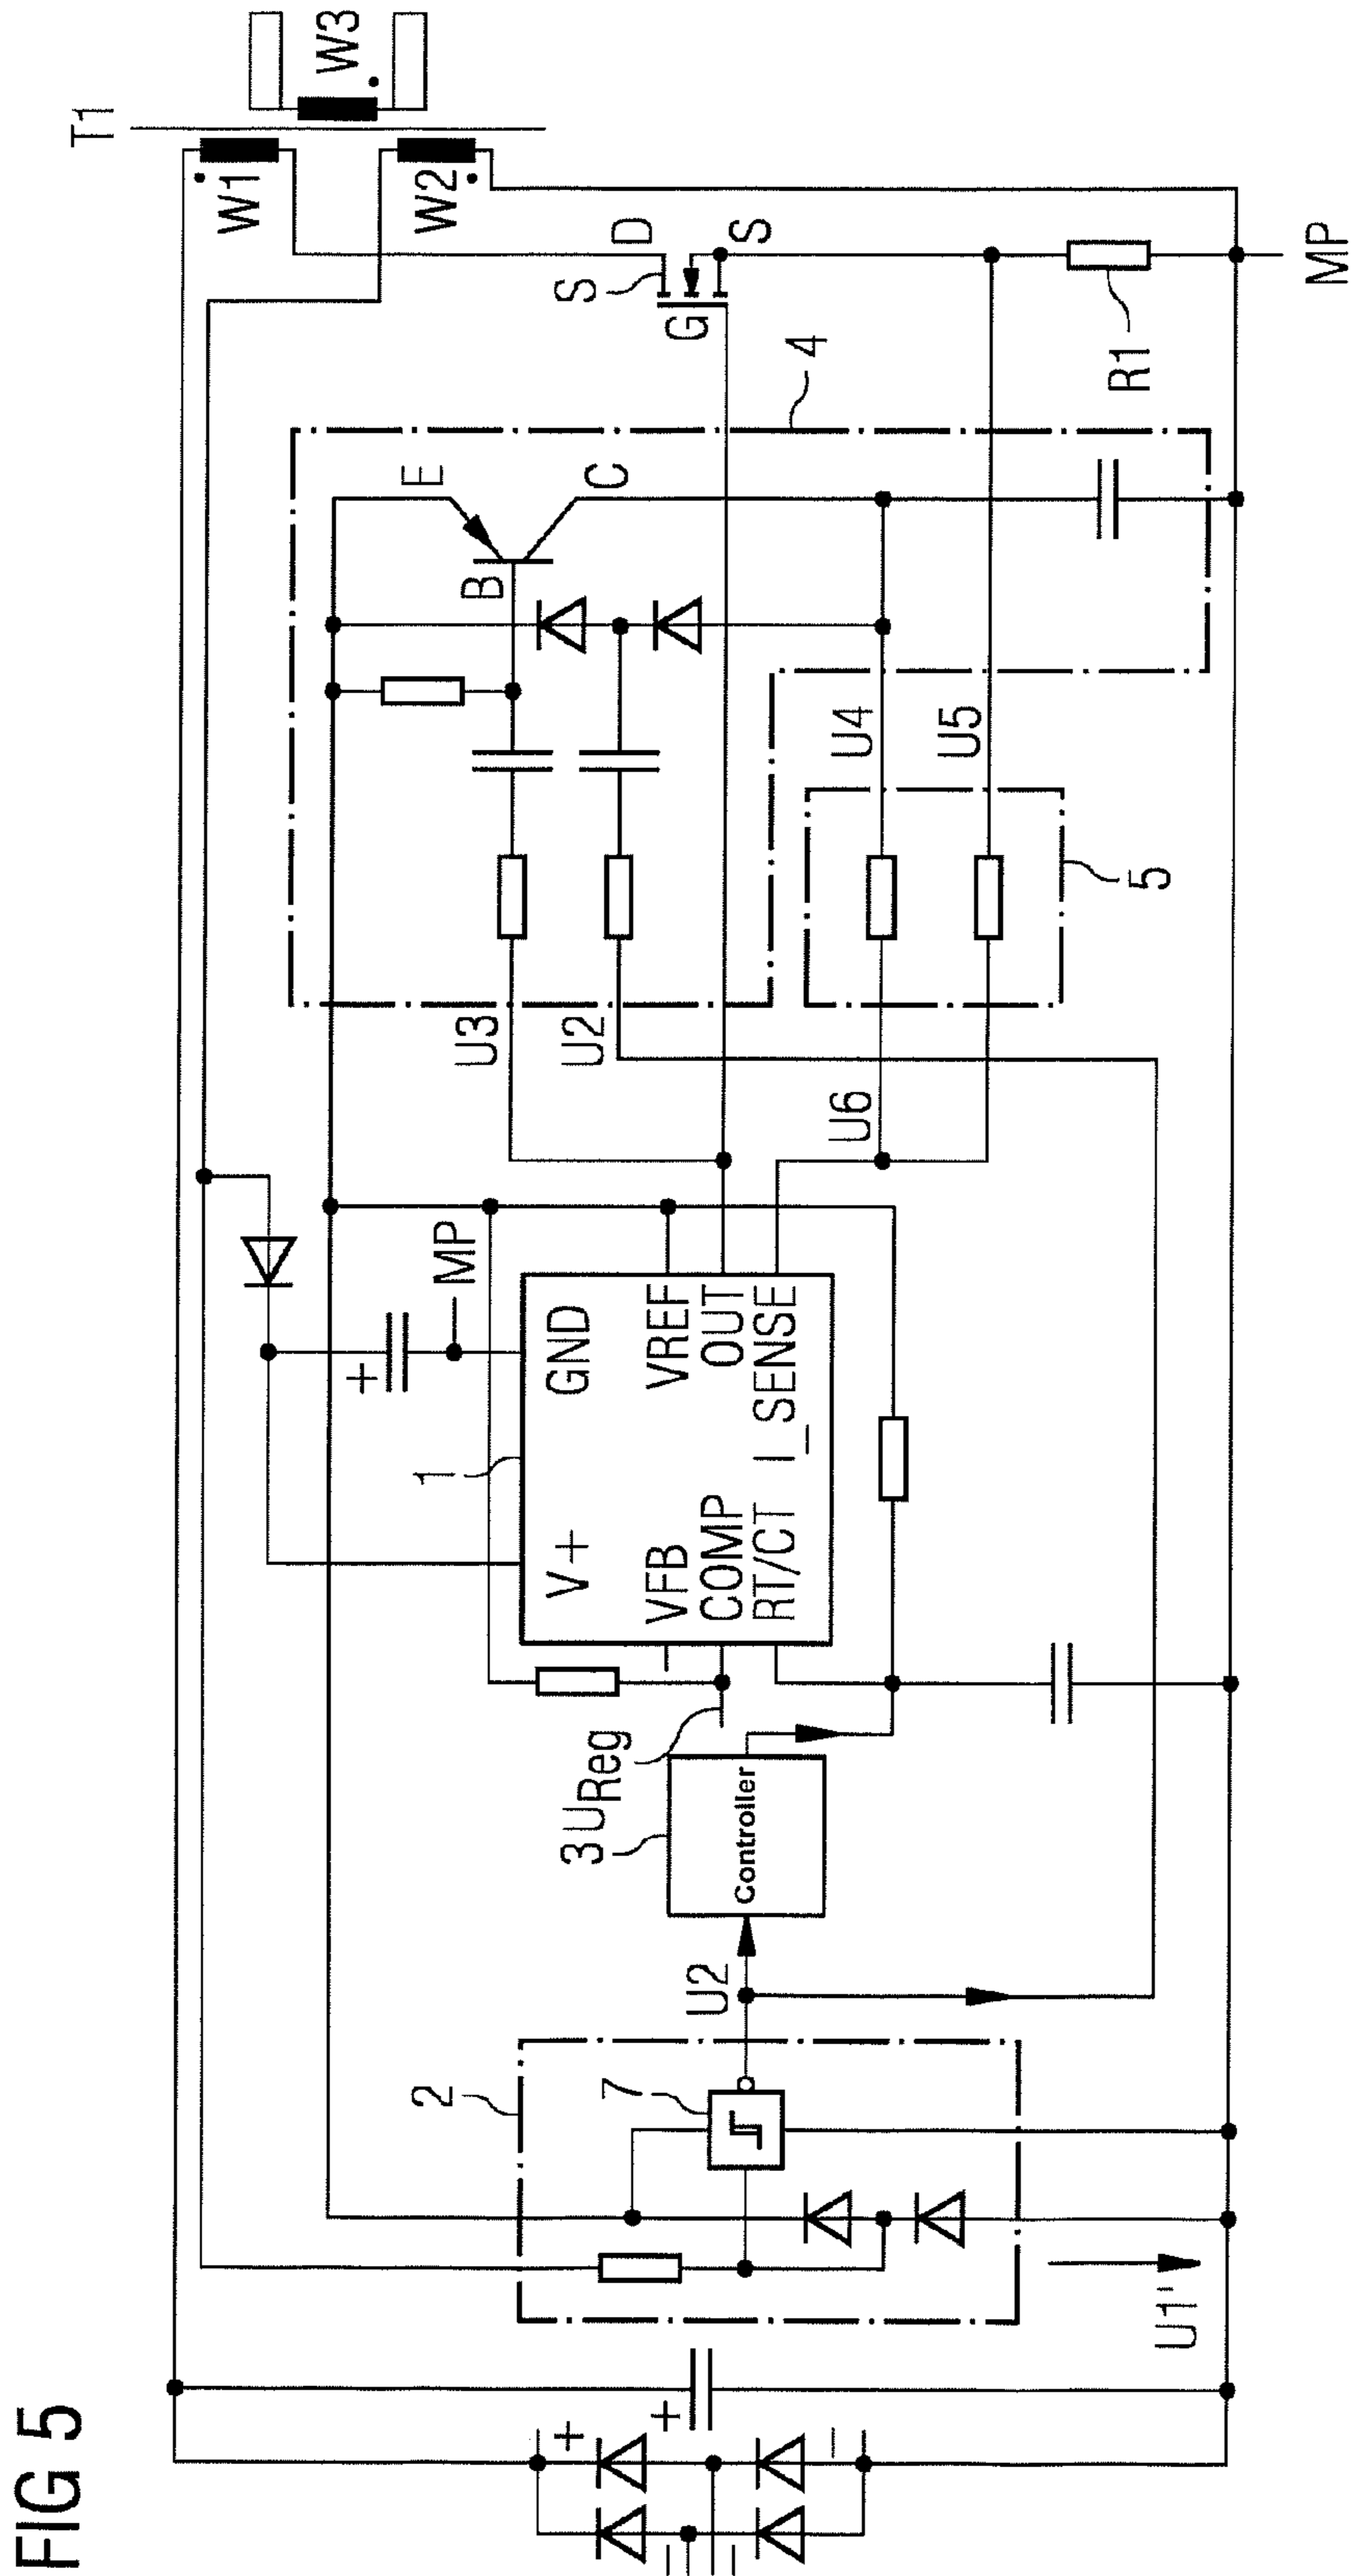 FIG 5
T1
W1
W2
W3
D
S
G
S
R1
MP
4
E
B
C
U3
U2
U4
U5
5
U6
MP
1
V+
GND
VFB
VREF
COMP
OUT
RT/CT
I_SENSE
UReg
3
Controller
U2
2
7
U1'
+
+
+
−